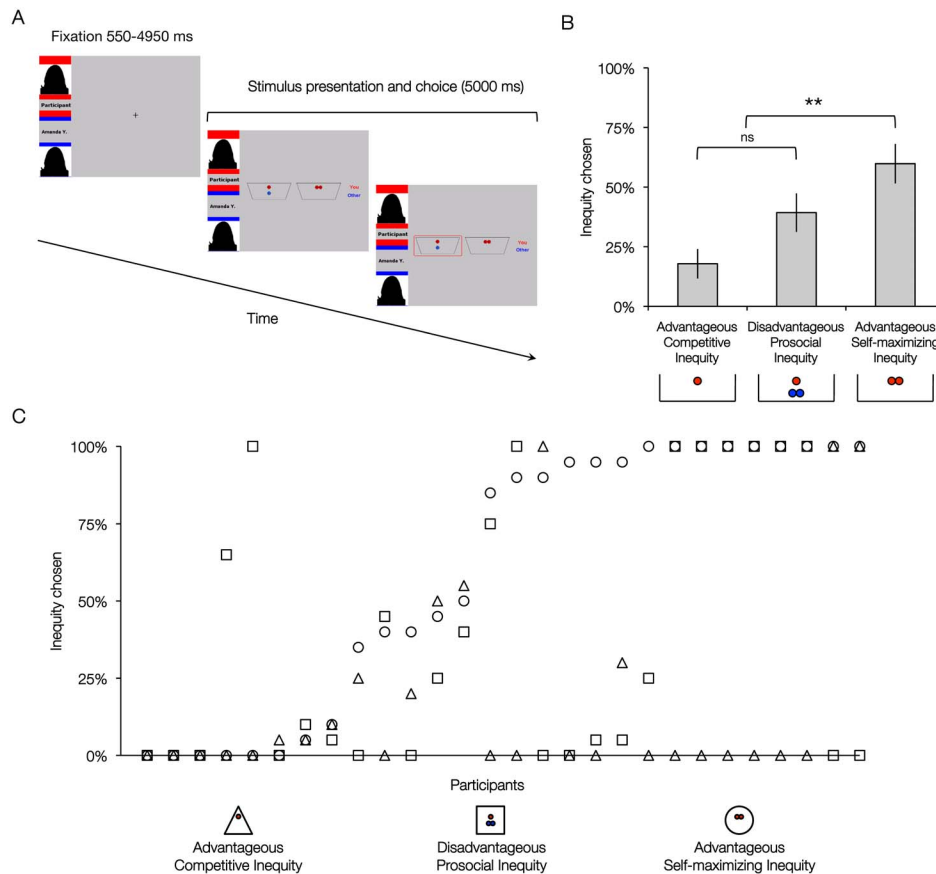 A
Fixation 550-4950 ms
Participant
Amanda Y.
Stimulus presentation and choice (5000 ms)
Participant
Amanda Y.
You
Other
Participant
Amanda Y.
You
Other
Time
B
100%
75%
50%
25%
0%
Inequity chosen
ns
**
Advantageous
Competitive
Inequity
Disadvantageous
Prosocial
Inequity
Advantageous
Self-maximizing
Inequity
C
100%
75%
50%
25%
0%
Inequity chosen
Participants
Advantageous
Competitive Inequity
Disadvantageous
Prosocial Inequity
Advantageous
Self-maximizing Inequity